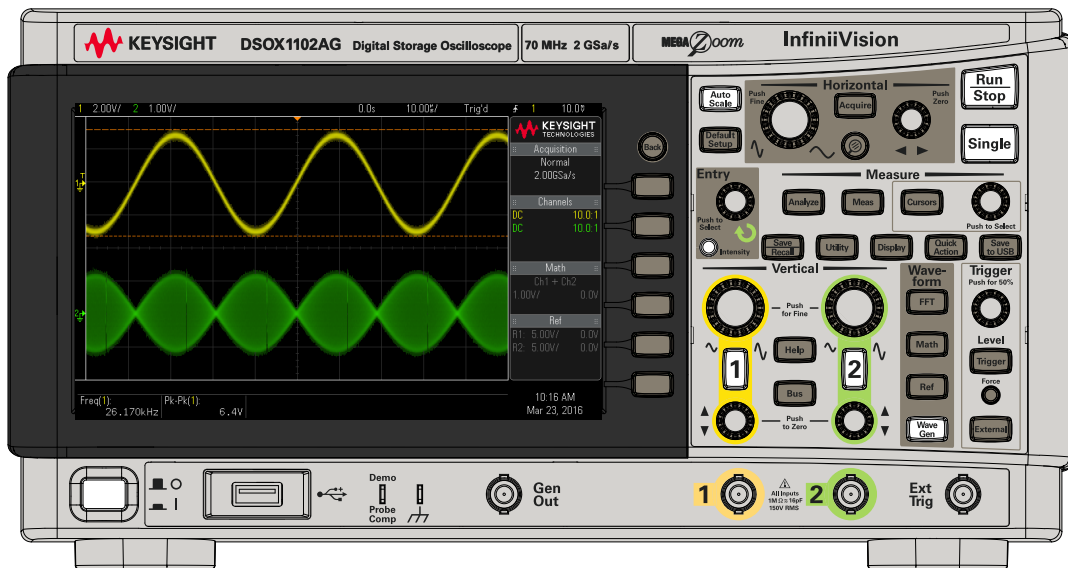 KEYSIGHT DSOX1102AG Digital Storage Oscilloscope 70 MHz 2 GSa/s MEGA Zoom InfiniiVision
1 2.00V/ 2 1.00V/ 0.0s 10.00%/ Trig'd 1 10.0V
T
1
2
KEYSIGHT
TECHNOLOGIES
Acquisition
Normal
2.00GSa/s
Channels
DC 10.0:1
DC 10.0:1
Math
Ch1 + Ch2
1.00V/ 0.0V
Ref
R1: 5.00V/ 0.0V
R2: 5.00V/ 0.0V
Freq(1): Pk-Pk(1):
26.170kHz 6.4V
10:16 AM
Mar 23, 2016
Back
Auto
Scale
Default
Setup
Horizontal
Push
Fine
Acquire
Push
Zero
Run
Stop
Single
Entry
Push to
Select
Intensity
Measure
Analyze
Meas
Cursors
Push to Select
Save
Recall
Utility
Display
Quick
Action
Save
to USB
Vertical
Push
for Fine
1
2
Help
Bus
Push
to Zero
Wave-
form
FFT
Math
Ref
Wave
Gen
Trigger
Push for 50%
Level
Trigger
Force
External
Demo
Probe
Comp
Gen
Out
1
All Inputs
1MΩ ≅ 16pF
150V RMS
2
Ext
Trig